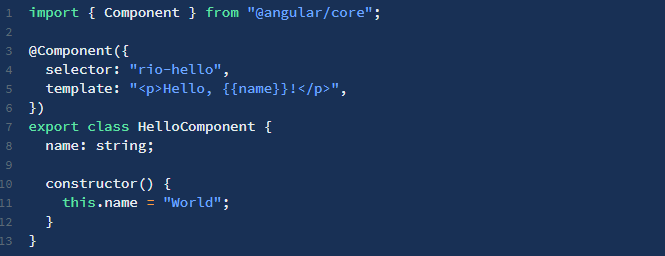 1 import { Component } from "@angular/core";
2
3 @Component({
4   selector: "rio-hello",
5   template: "<p>Hello, {{name}}!</p>",
6 })
7 export class HelloComponent {
8   name: string;
9
10   constructor() {
11     this.name = "World";
12   }
13 }